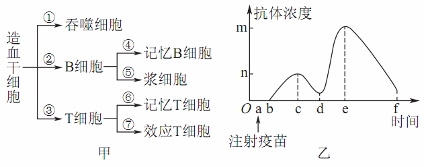 造血干细胞
① 吞噬细胞
② B细胞
③ T细胞
④ 记忆B细胞
⑤ 浆细胞
⑥ 记忆T细胞
⑦ 效应T细胞
甲
抗体浓度
m
n
O a b c d e f
时间
注射疫苗
乙